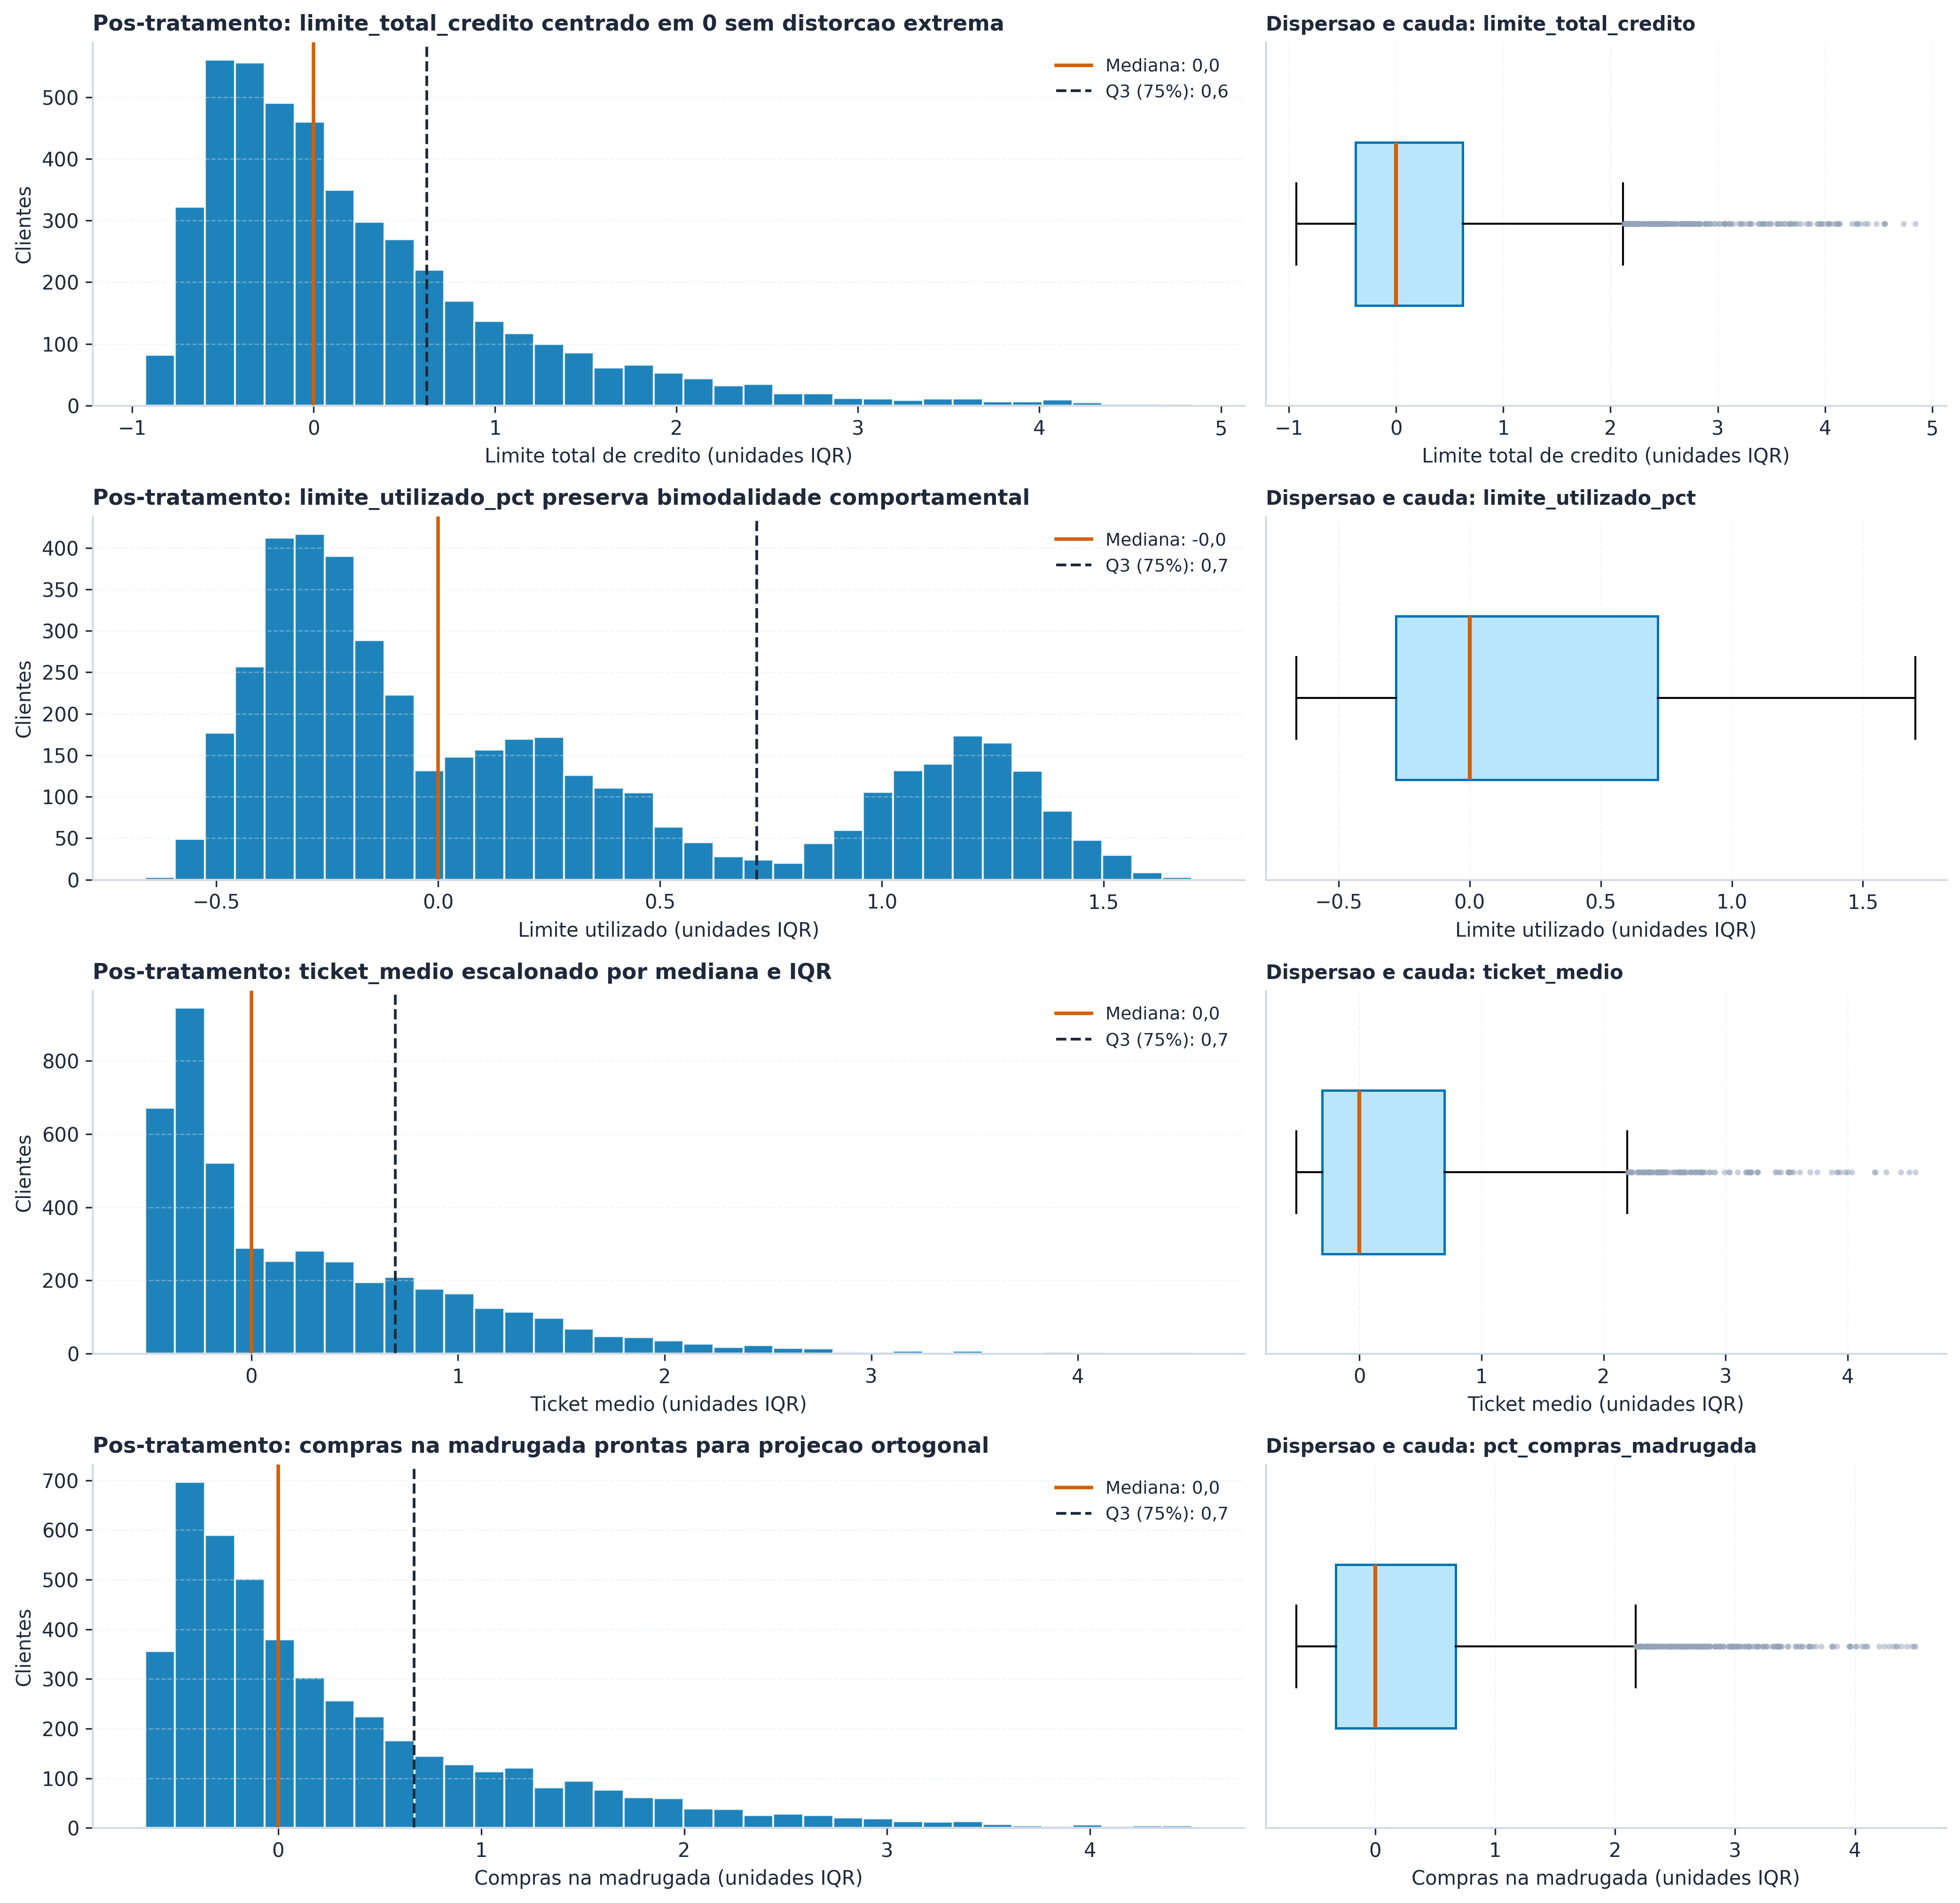 Pos-tratamento: limite_total_credito centrado em 0 sem distorcao extrema
Mediana: 0,0
Q3 (75%): 0,6
Clientes
0
100
200
300
400
500
−1 0 1 2 3 4 5
Limite total de credito (unidades IQR)
Dispersao e cauda: limite_total_credito
−1 0 1 2 3 4 5
Limite total de credito (unidades IQR)
Pos-tratamento: limite_utilizado_pct preserva bimodalidade comportamental
Mediana: -0,0
Q3 (75%): 0,7
Clientes
0
50
100
150
200
250
300
350
400
−0.5 0.0 0.5 1.0 1.5
Limite utilizado (unidades IQR)
Dispersao e cauda: limite_utilizado_pct
−0.5 0.0 0.5 1.0 1.5
Limite utilizado (unidades IQR)
Pos-tratamento: ticket_medio escalonado por mediana e IQR
Mediana: 0,0
Q3 (75%): 0,7
Clientes
0
200
400
600
800
0 1 2 3 4
Ticket medio (unidades IQR)
Dispersao e cauda: ticket_medio
0 1 2 3 4
Ticket medio (unidades IQR)
Pos-tratamento: compras na madrugada prontas para projecao ortogonal
Mediana: 0,0
Q3 (75%): 0,7
Clientes
0
100
200
300
400
500
600
700
0 1 2 3 4
Compras na madrugada (unidades IQR)
Dispersao e cauda: pct_compras_madrugada
0 1 2 3 4
Compras na madrugada (unidades IQR)